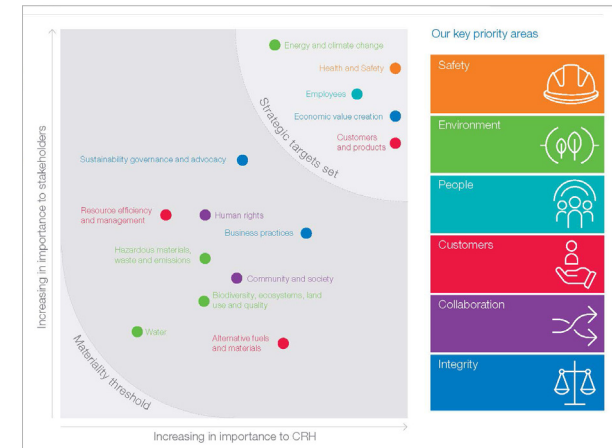 Our key priority areas
Increasing in importance to stakeholders
Energy and climate change
Health and Safety
Employees
Economic value creation
Customers
and products
Strategic targets set
Sustainability governance and advocacy
Resource efficiency
and management
Human rights
Business practices
Hazardous materials,
waste and emissions
Community and society
Biodiversity, ecosystems, land
use and quality
Water
Alternative fuels
and materials
Materiality threshold
Increasing in importance to CRH
Safety
Environment
People
Customers
Collaboration
Integrity